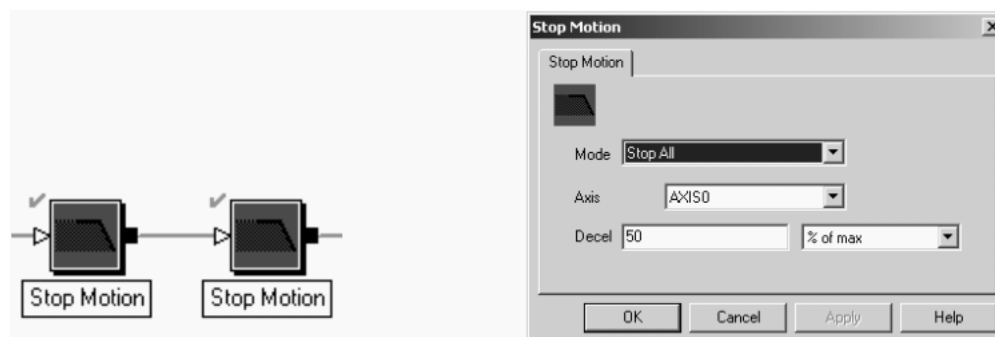 Stop Motion
Stop Motion
Stop Motion
Stop Motion
Mode Stop All
Axis AXIS0
Decel 50 % of max
OK Cancel Apply Help